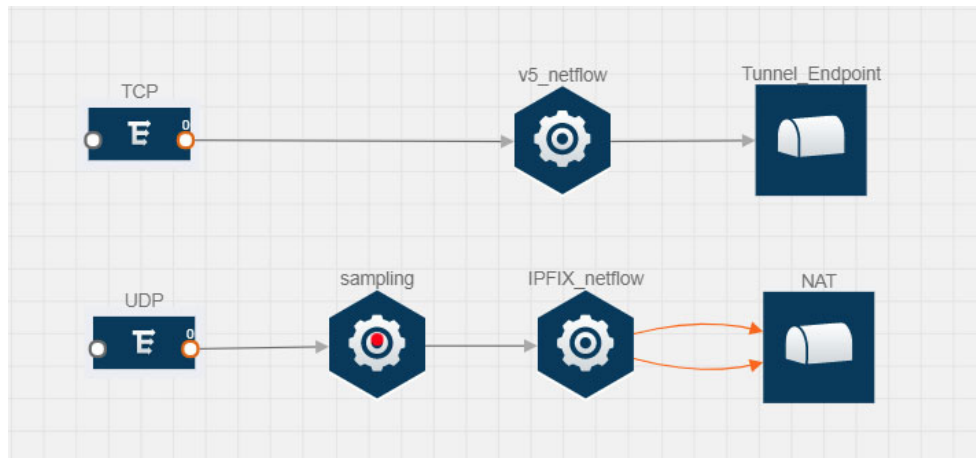 v5_netflow
Tunnel_Endpoint
TCP
0
sampling
IPFIX_netflow
NAT
UDP
0